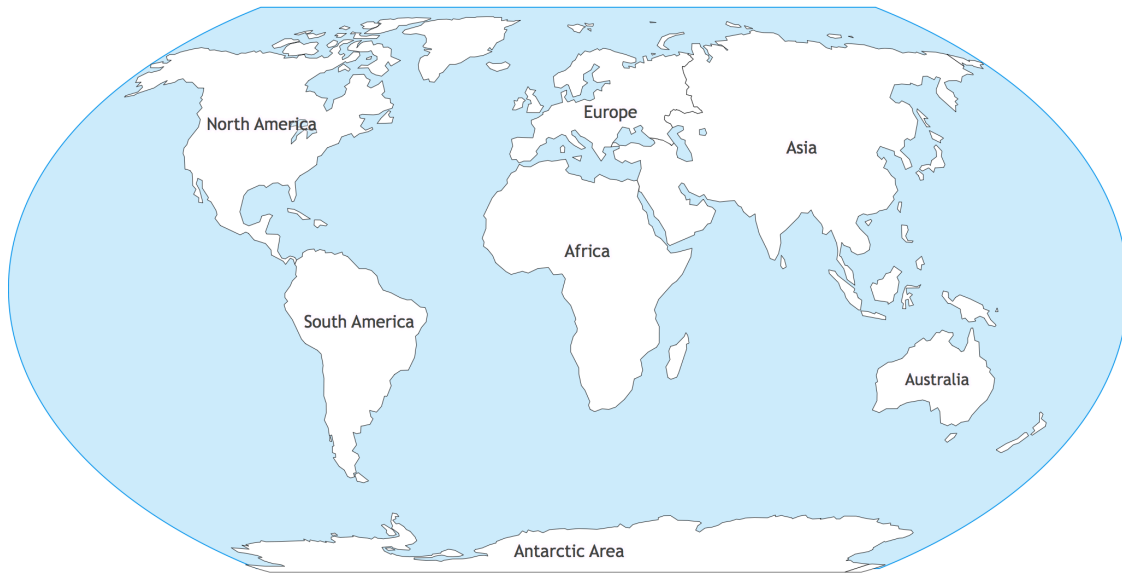 Europe
North America
Asia
Africa
South America
Australia
Antarctic Area